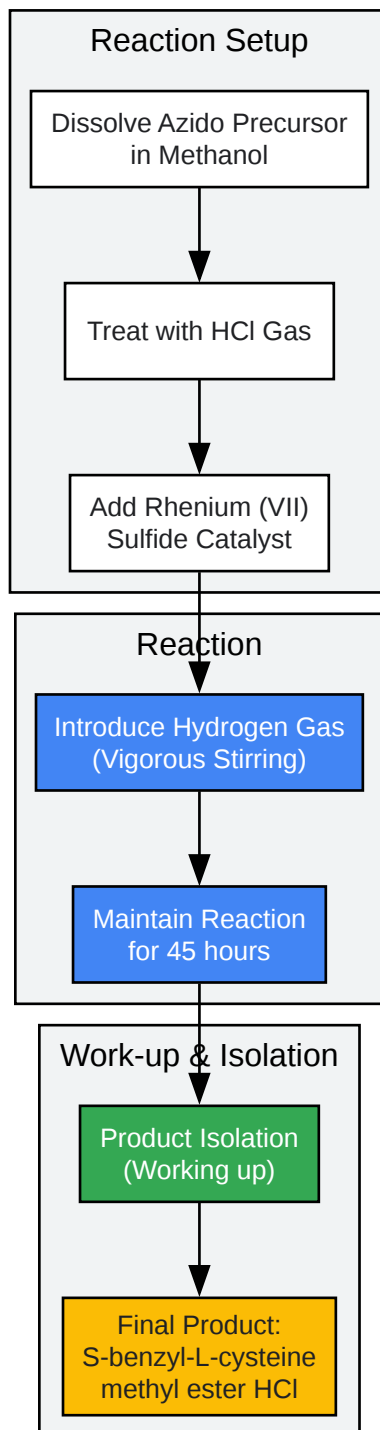 Reaction Setup
Dissolve Azido Precursor
in Methanol
Treat with HCl Gas
Add Rhenium (VII)
Sulfide Catalyst
Reaction
Introduce Hydrogen Gas
(Vigorous Stirring)
Maintain Reaction
for 45 hours
Work-up & Isolation
Product Isolation
(Working up)
Final Product:
S-benzyl-L-cysteine
methyl ester HCl